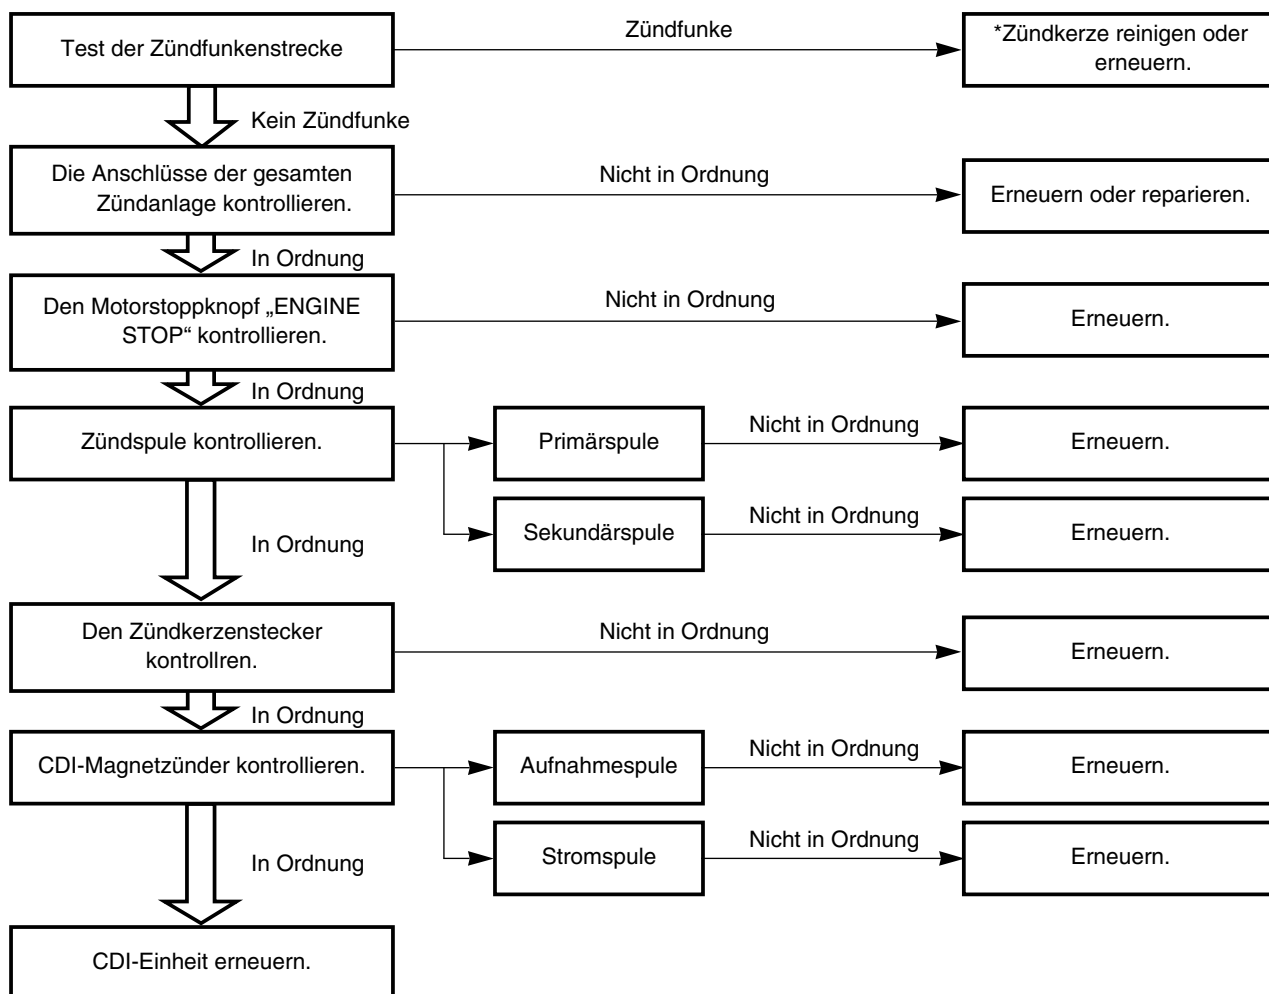 Test der Zündfunkenstrecke
Zündfunke
*Zündkerze reinigen oder
erneuern.
Kein Zündfunke
Die Anschlüsse der gesamten
Zündanlage kontrollieren.
Nicht in Ordnung
Erneuern oder reparieren.
In Ordnung
Den Motorstoppknopf „ENGINE
STOP“ kontrollieren.
Nicht in Ordnung
Erneuern.
In Ordnung
Zündspule kontrollieren.
Primärspule
Nicht in Ordnung
Erneuern.
Sekundärspule
Nicht in Ordnung
Erneuern.
In Ordnung
Den Zündkerzenstecker
kontrollren.
Nicht in Ordnung
Erneuern.
In Ordnung
CDI-Magnetzünder kontrollieren.
Aufnahmespule
Nicht in Ordnung
Erneuern.
Stromspule
Nicht in Ordnung
Erneuern.
In Ordnung
CDI-Einheit erneuern.